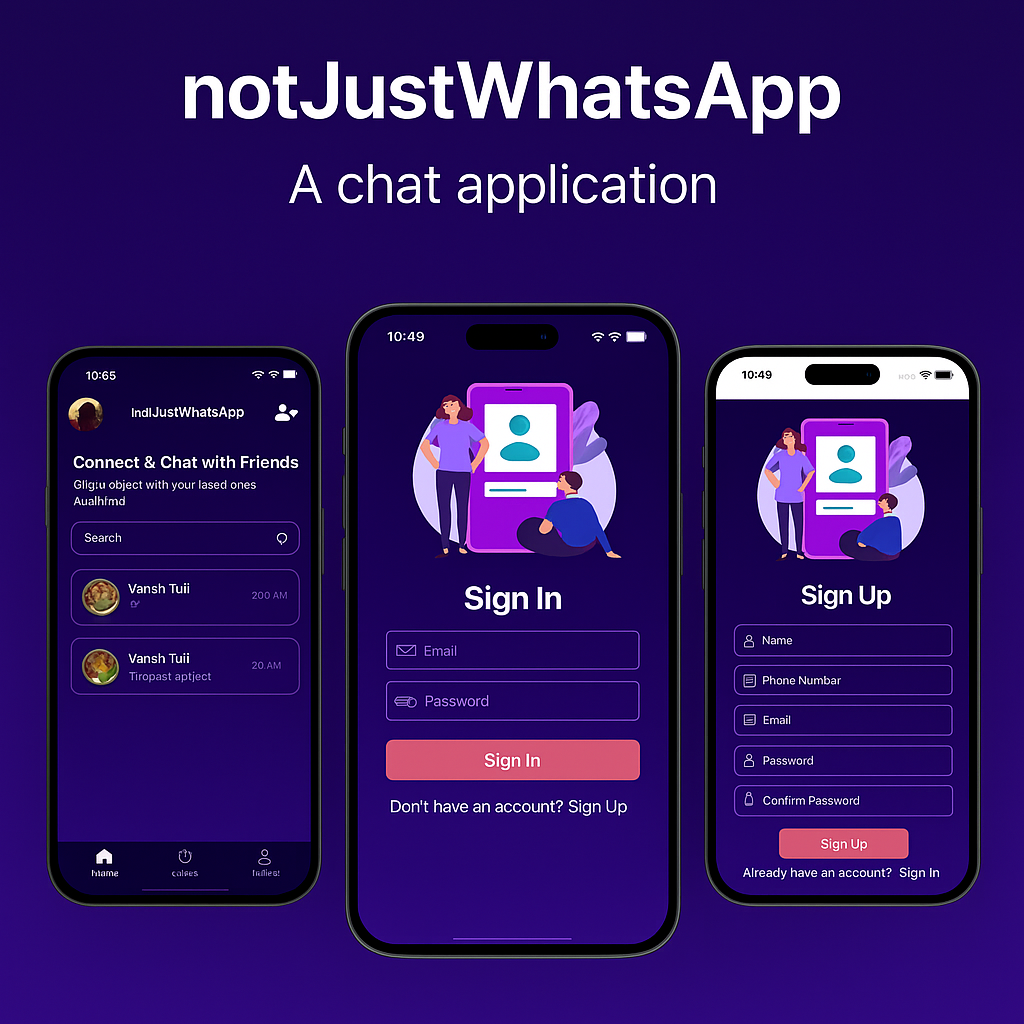 notJustWhatsApp
A chat application
10:65
IndlJustWhatsApp
Connect & Chat with Friends
Gligiu object with your lased ones
Aualhfmd
Search
Vansh Tuii
200 AM
Vansh Tuii
20.AM
Tiropast aptject
htame
calses
10:49
Sign In
Email
Password
Sign In
Don't have an account? Sign Up
10:49
Sign Up
Name
Phone Numbar
Email
Password
Confirm Password
Sign Up
Already have an account? Sign In